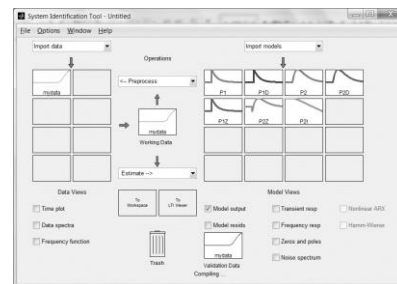 System Identification Tool - Untitled
File Options Window Help
Import data
Operations
Import models
<-- Preprocess
mydata
P1
P1D
P2
P2D
P1Z
P2Z
P2I
mydata
Working Data
Estimate -->
Data Views
To
Workspace
To
LTI Viewer
Model Views
Time plot
Data spectra
Frequency function
Model output
Model resids
Transient resp
Frequency resp
Zeros and poles
Noise spectrum
Nonlinear ARX
Hamm-Wiener
Trash
mydata
Validation Data
Compiling ...